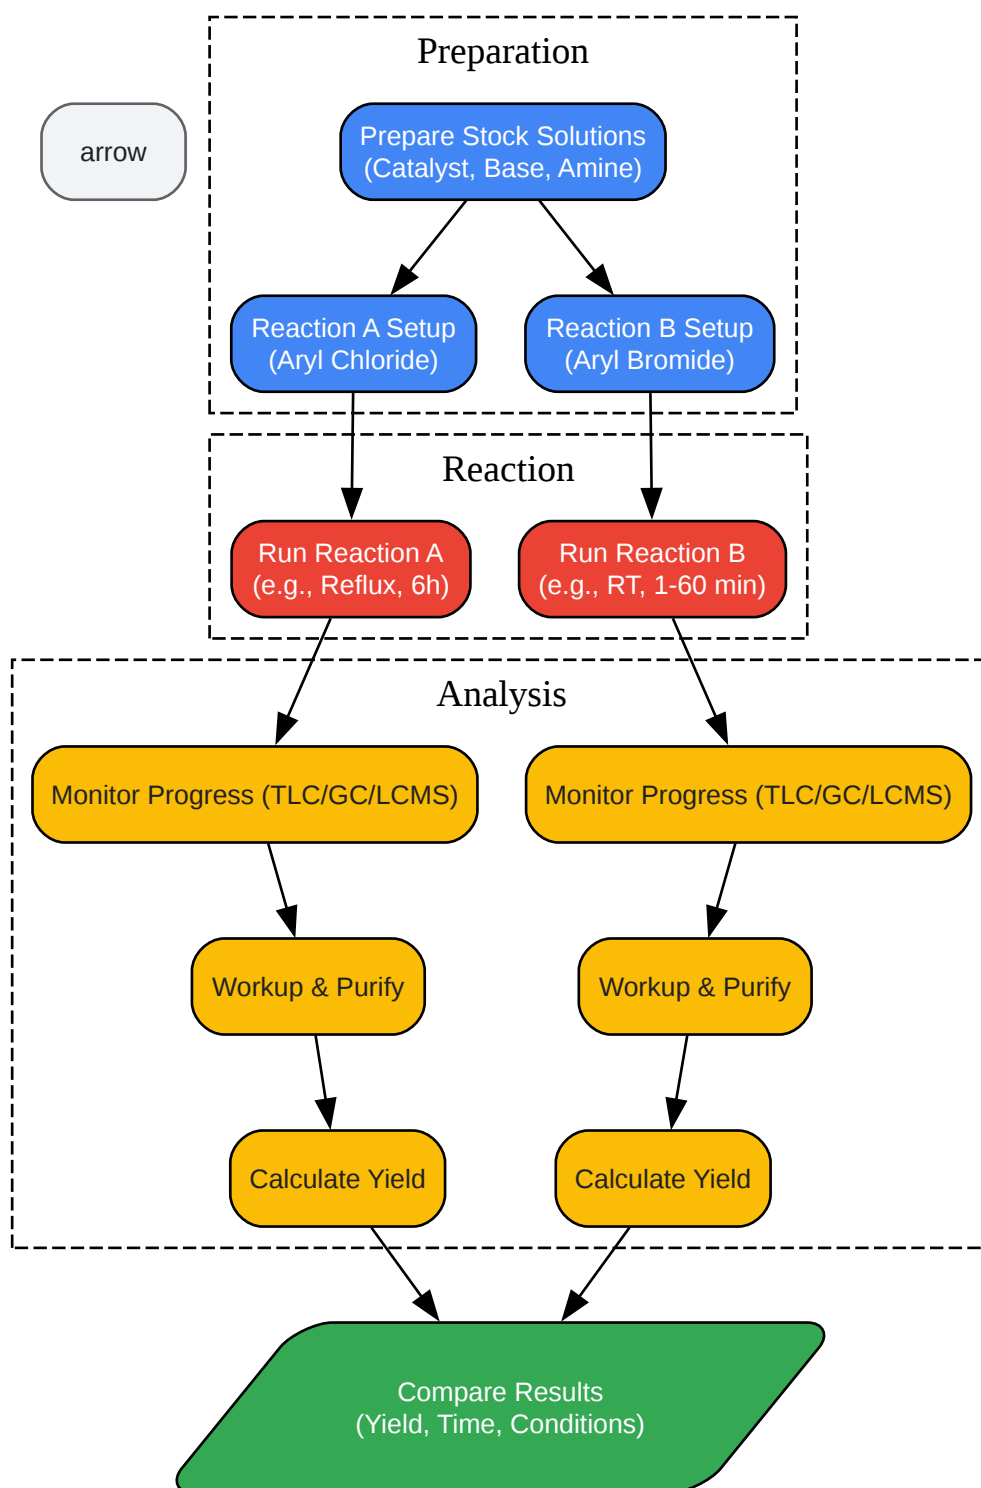 Preparation
arrow
Prepare Stock Solutions
(Catalyst, Base, Amine)
Reaction A Setup
(Aryl Chloride)
Reaction B Setup
(Aryl Bromide)
Reaction
Run Reaction A
(e.g., Reflux, 6h)
Run Reaction B
(e.g., RT, 1-60 min)
Analysis
Monitor Progress (TLC/GC/LCMS)
Monitor Progress (TLC/GC/LCMS)
Workup & Purify
Workup & Purify
Calculate Yield
Calculate Yield
Compare Results
(Yield, Time, Conditions)